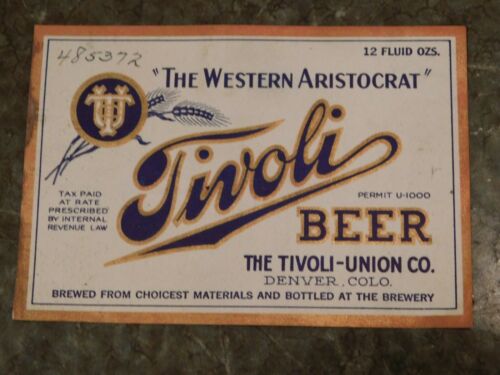 485372
12 FLUID OZS.
"THE WESTERN ARISTOCRAT"
TU
Tivoli
TAX PAID
AT RATE
PRESCRIBED
BY INTERNAL
REVENUE LAW
PERMIT U-1000
BEER
THE TIVOLI-UNION CO.
DENVER, COLO.
BREWED FROM CHOICEST MATERIALS AND BOTTLED AT THE BREWERY